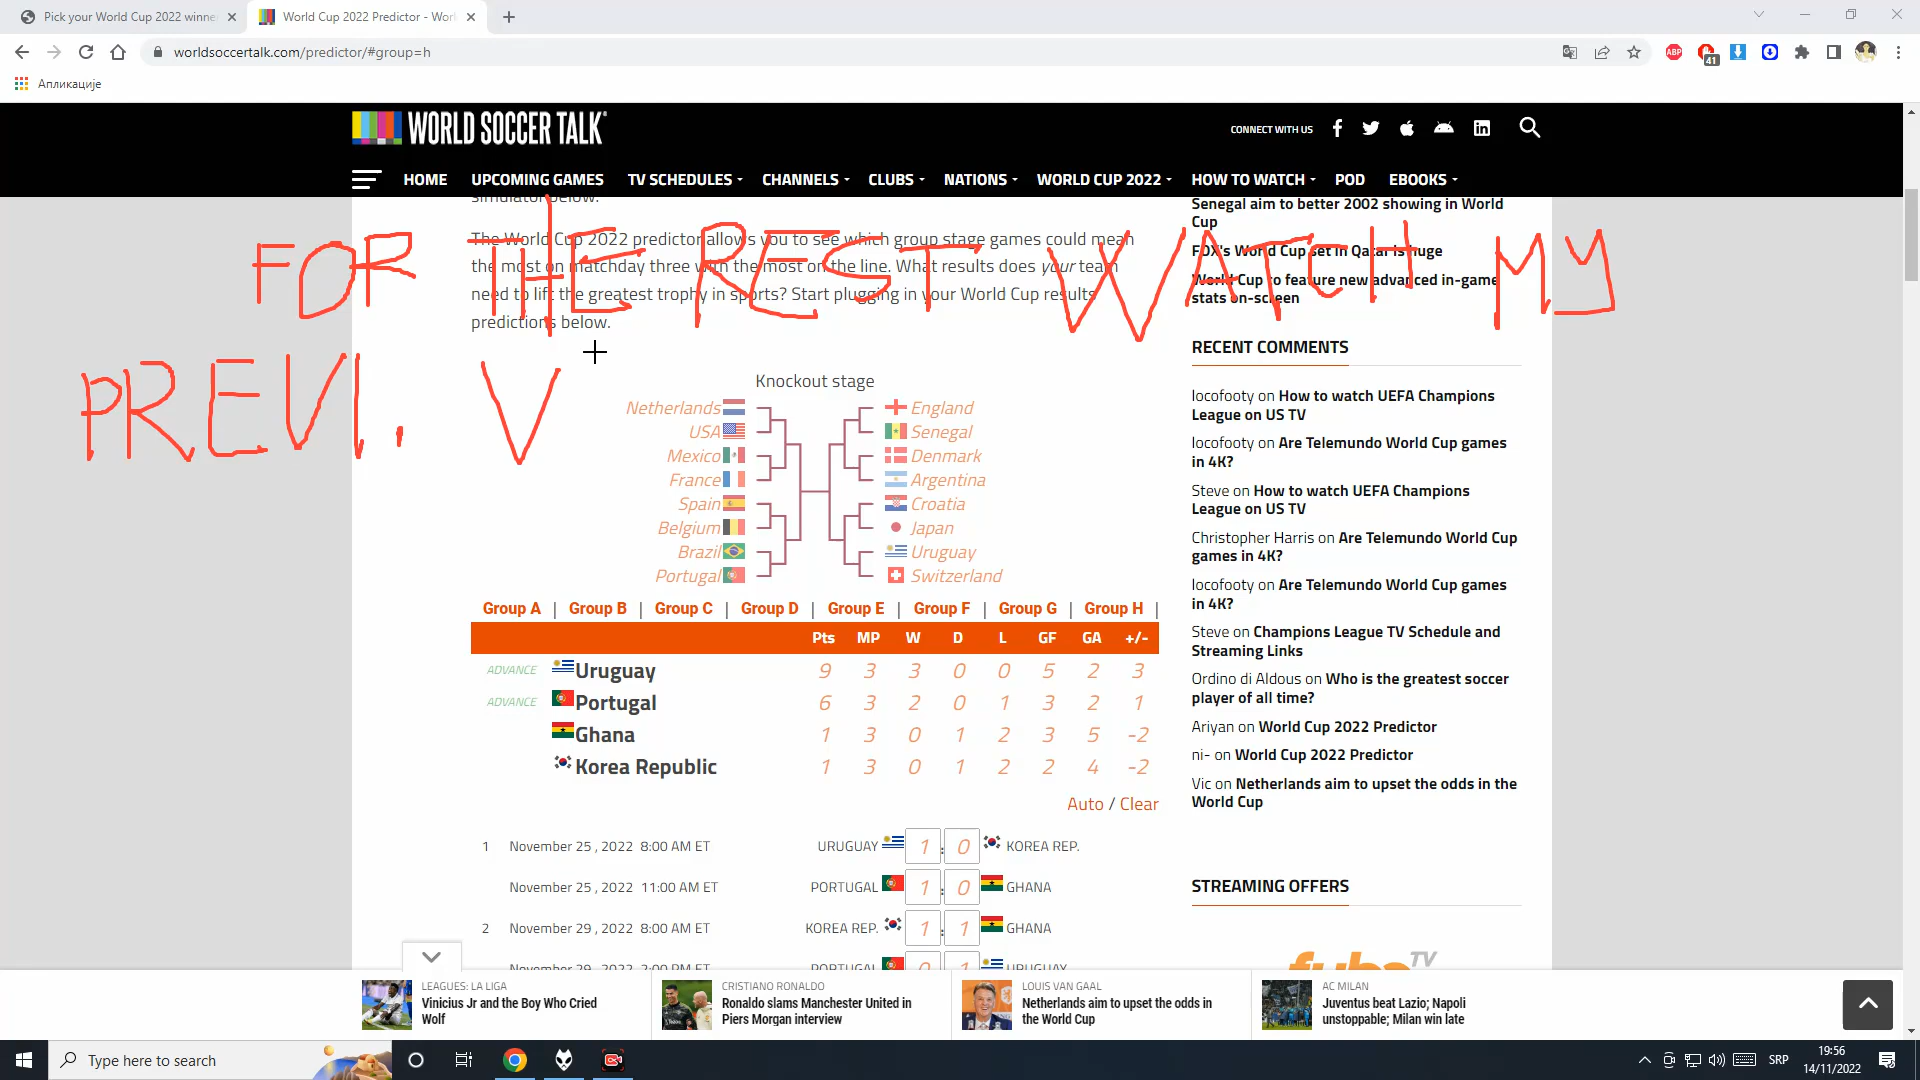 Pick your World Cup 2022 winne
World Cup 2022 Predictor - Wor
worldsoccertalk.com/predictor/#group=h
ABP
41
Апликације
WORLD SOCCER TALK
CONNECT WITH US
HOME UPCOMING GAMES TV SCHEDULES CHANNELS CLUBS NATIONS WORLD CUP 2022 HOW TO WATCH POD EBOOKS
simulator below.
The World Cup 2022 predictor allows you to see which group stage games could mean
the most on matchday three with the most on the line. What results does your team
need to lift the greatest trophy in sports? Start plugging in your World Cup results
predictions below.
FOR THE REST WATCH MY
PREVI. V
Knockout stage
Netherlands England
USA Senegal
Mexico Denmark
France Argentina
Spain Croatia
Belgium Japan
Brazil Uruguay
Portugal Switzerland
Group A | Group B | Group C | Group D | Group E | Group F | Group G | Group H |
Pts MP W D L GF GA +/-
ADVANCE Uruguay 9 3 3 0 0 5 2 3
ADVANCE Portugal 6 3 2 0 1 3 2 1
Ghana 1 3 0 1 2 3 5 -2
Korea Republic 1 3 0 1 2 2 4 -2
Auto / Clear
1 November 25 , 2022 8:00 AM ET URUGUAY 1 : 0 KOREA REP.
November 25 , 2022 11:00 AM ET PORTUGAL 1 : 0 GHANA
2 November 29 , 2022 8:00 AM ET KOREA REP. 1 : 1 GHANA
November 29 , 2022 2:00 PM ET PORTUGAL 0 1 URUGUAY
Senegal aim to better 2002 showing in World
Cup
FOX's World Cup set in Qatar is huge
World Cup to feature new advanced in-game
stats on-screen
RECENT COMMENTS
locofooty on How to watch UEFA Champions
League on US TV
locofooty on Are Telemundo World Cup games
in 4K?
Steve on How to watch UEFA Champions
League on US TV
Christopher Harris on Are Telemundo World Cup
games in 4K?
locofooty on Are Telemundo World Cup games
in 4K?
Steve on Champions League TV Schedule and
Streaming Links
Ordino di Aldous on Who is the greatest soccer
player of all time?
Ariyan on World Cup 2022 Predictor
ni- on World Cup 2022 Predictor
Vic on Netherlands aim to upset the odds in the
World Cup
STREAMING OFFERS
fubo TV
LEAGUES: LA LIGA
Vinicius Jr and the Boy Who Cried
Wolf
CRISTIANO RONALDO
Ronaldo slams Manchester United in
Piers Morgan interview
LOUIS VAN GAAL
Netherlands aim to upset the odds in
the World Cup
AC MILAN
Juventus beat Lazio; Napoli
unstoppable; Milan win late
Type here to search
SRP
19:56
14/11/2022